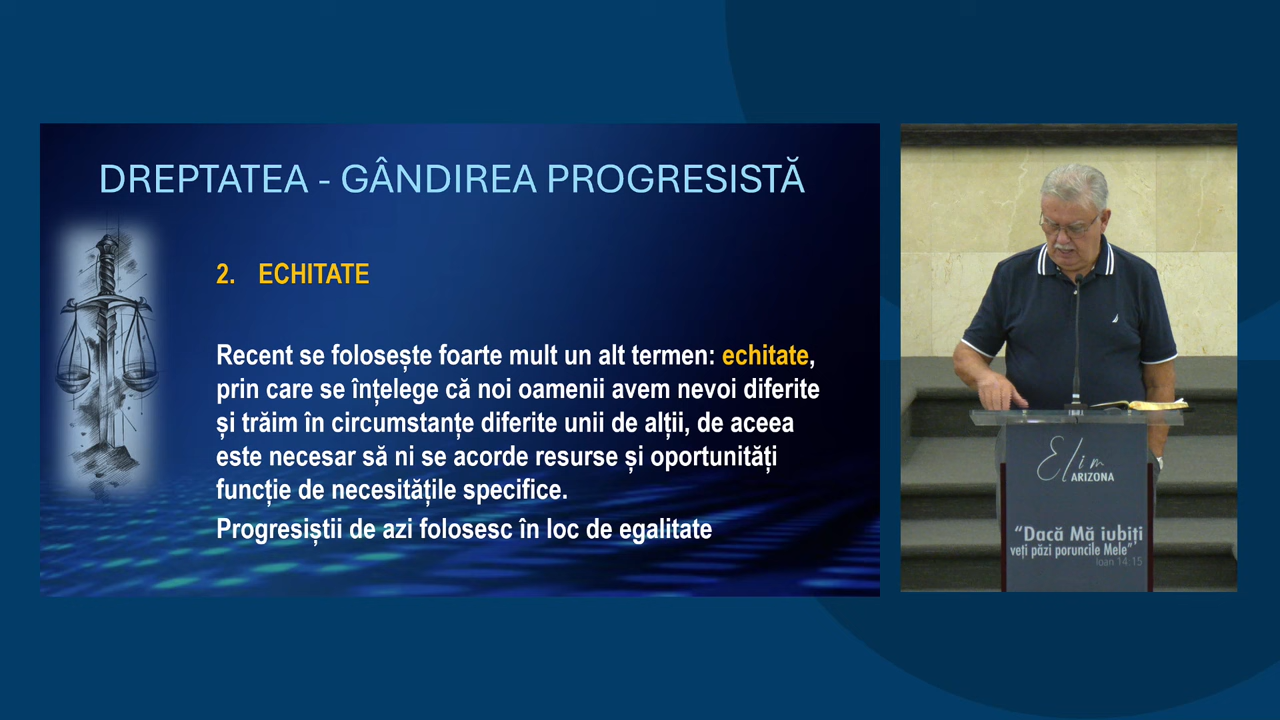 DREPTATEA - GÂNDIREA PROGRESISTĂ
2. ECHITATE
Recent se folosește foarte mult un alt termen: echitate,
prin care se înțelege că noi oamenii avem nevoi diferite
și trăim în circumstanțe diferite unii de alții, de aceea
este necesar să ni se acorde resurse și oportunități
funcție de necesitățile specifice.
Progresiștii de azi folosesc în loc de egalitate
Elim
ARIZONA
“Dacă Mă iubiți
veți păzi poruncile Mele”
Ioan 14:15